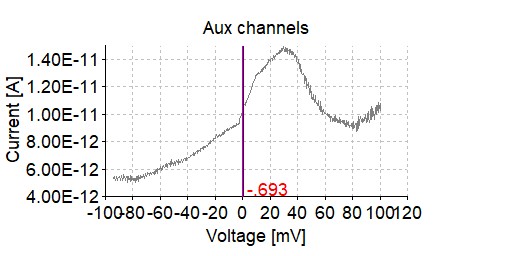 Aux channels
Current [A]
1.40E-11
1.20E-11
1.00E-11
8.00E-12
6.00E-12
4.00E-12
-.693
-100-80 -60 -40 -20 0 20 40 60 80 100 120
Voltage [mV]